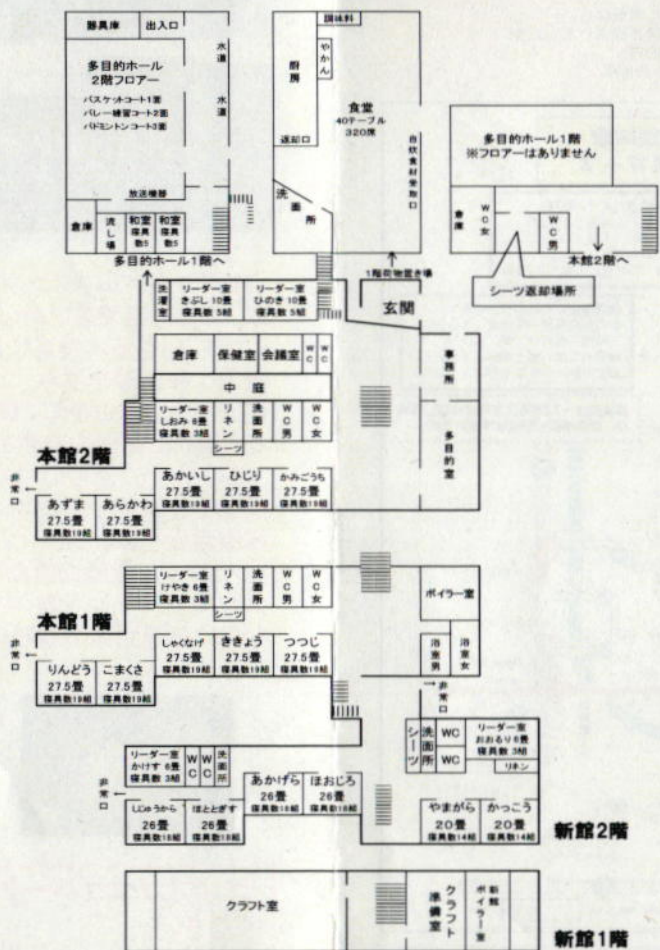 器具庫
出入口
多目的ホール
2階フロアー
バスケットコート1面
バレー練習コート2面
バドミントンコート3面
放送機器
水道
水道
倉庫
流し場
和室
寝具
数5
和室
寝具
数5
多目的ホール1階へ
調味料
厨房
やかん
食堂
40テーブル
320席
返却口
自炊食材受取口
洗面所
多目的ホール1階
※フロアーはありません
倉庫
WC女
WC男
本館2階へ
シーツ返却場所
1階荷物置き場
玄関
洗濯室
リーダー室
きぶし 10畳
寝具数 5組
リーダー室
ひのき 10畳
寝具数 5組
倉庫
保健室
会議室
WC
WC
中庭
事務所
多目的室
リーダー室
しおみ 6畳
寝具数 3組
リネン
洗面所
WC男
WC女
シーツ
本館2階
非常口
あずま
27.5畳
寝具数19組
あらかわ
27.5畳
寝具数19組
あかいし
27.5畳
寝具数19組
ひじり
27.5畳
寝具数19組
かみごうち
27.5畳
寝具数19組
リーダー室
けやき 6畳
寝具数 3組
リネン
洗面所
WC男
WC女
シーツ
ボイラー室
本館1階
非常口
りんどう
27.5畳
寝具数19組
こまくさ
27.5畳
寝具数19組
しゃくなげ
27.5畳
寝具数19組
ききょう
27.5畳
寝具数19組
つつじ
27.5畳
寝具数19組
浴室男
浴室女
非常口
リーダー室
かけす 6畳
寝具数 3組
WC
WC
洗面所
シーツ
洗面所
WC
WC
リーダー室
おおるり 6畳
寝具数 3組
リネン
非常口
しじゅうから
26畳
寝具数18組
ほととぎす
26畳
寝具数18組
あかげら
26畳
寝具数18組
ほおじろ
26畳
寝具数18組
やまがら
20畳
寝具数14組
かっこう
20畳
寝具数14組
新館2階
クラフト室
クラフト準備室
新館ボイラー室
新館1階